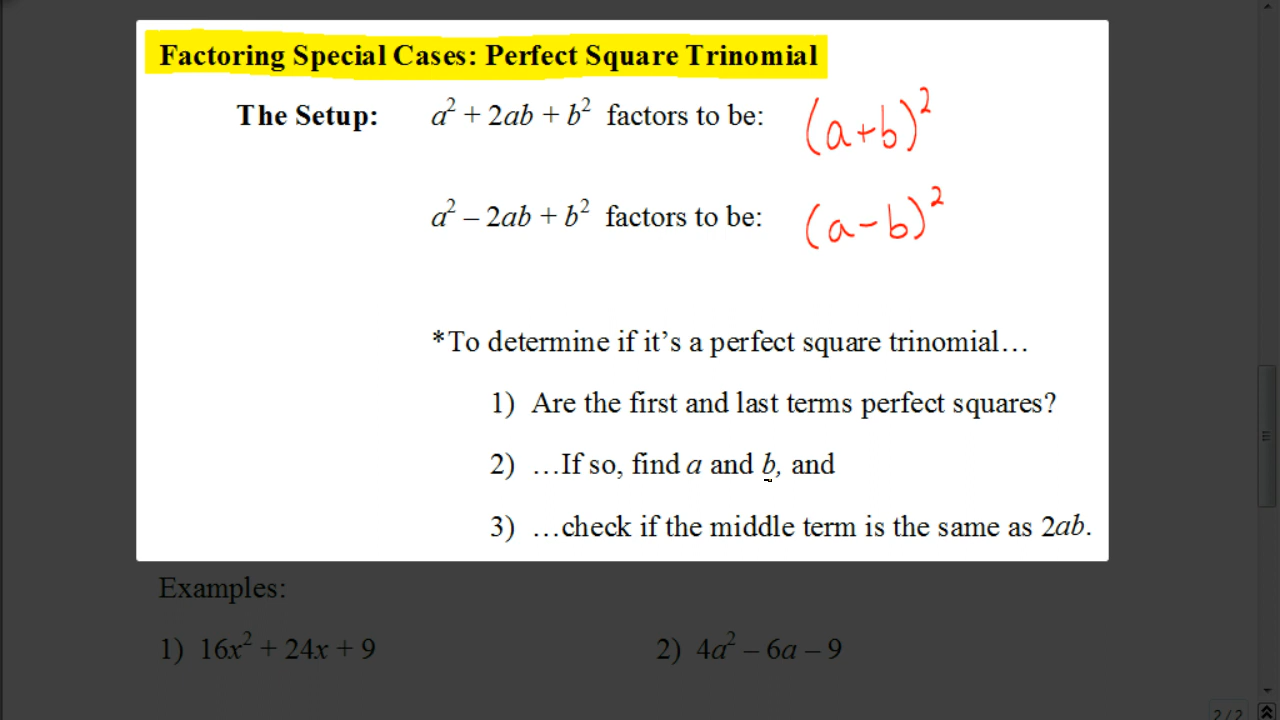 Factoring Special Cases: Perfect Square Trinomial
The Setup: a² + 2ab + b² factors to be: (a+b)²
a² – 2ab + b² factors to be: (a-b)²
*To determine if it’s a perfect square trinomial…
1) Are the first and last terms perfect squares?
2) …If so, find a and b, and
3) …check if the middle term is the same as 2ab.
Examples:
1) 16x² + 24x + 9 2) 4a² – 6a – 9
2/2